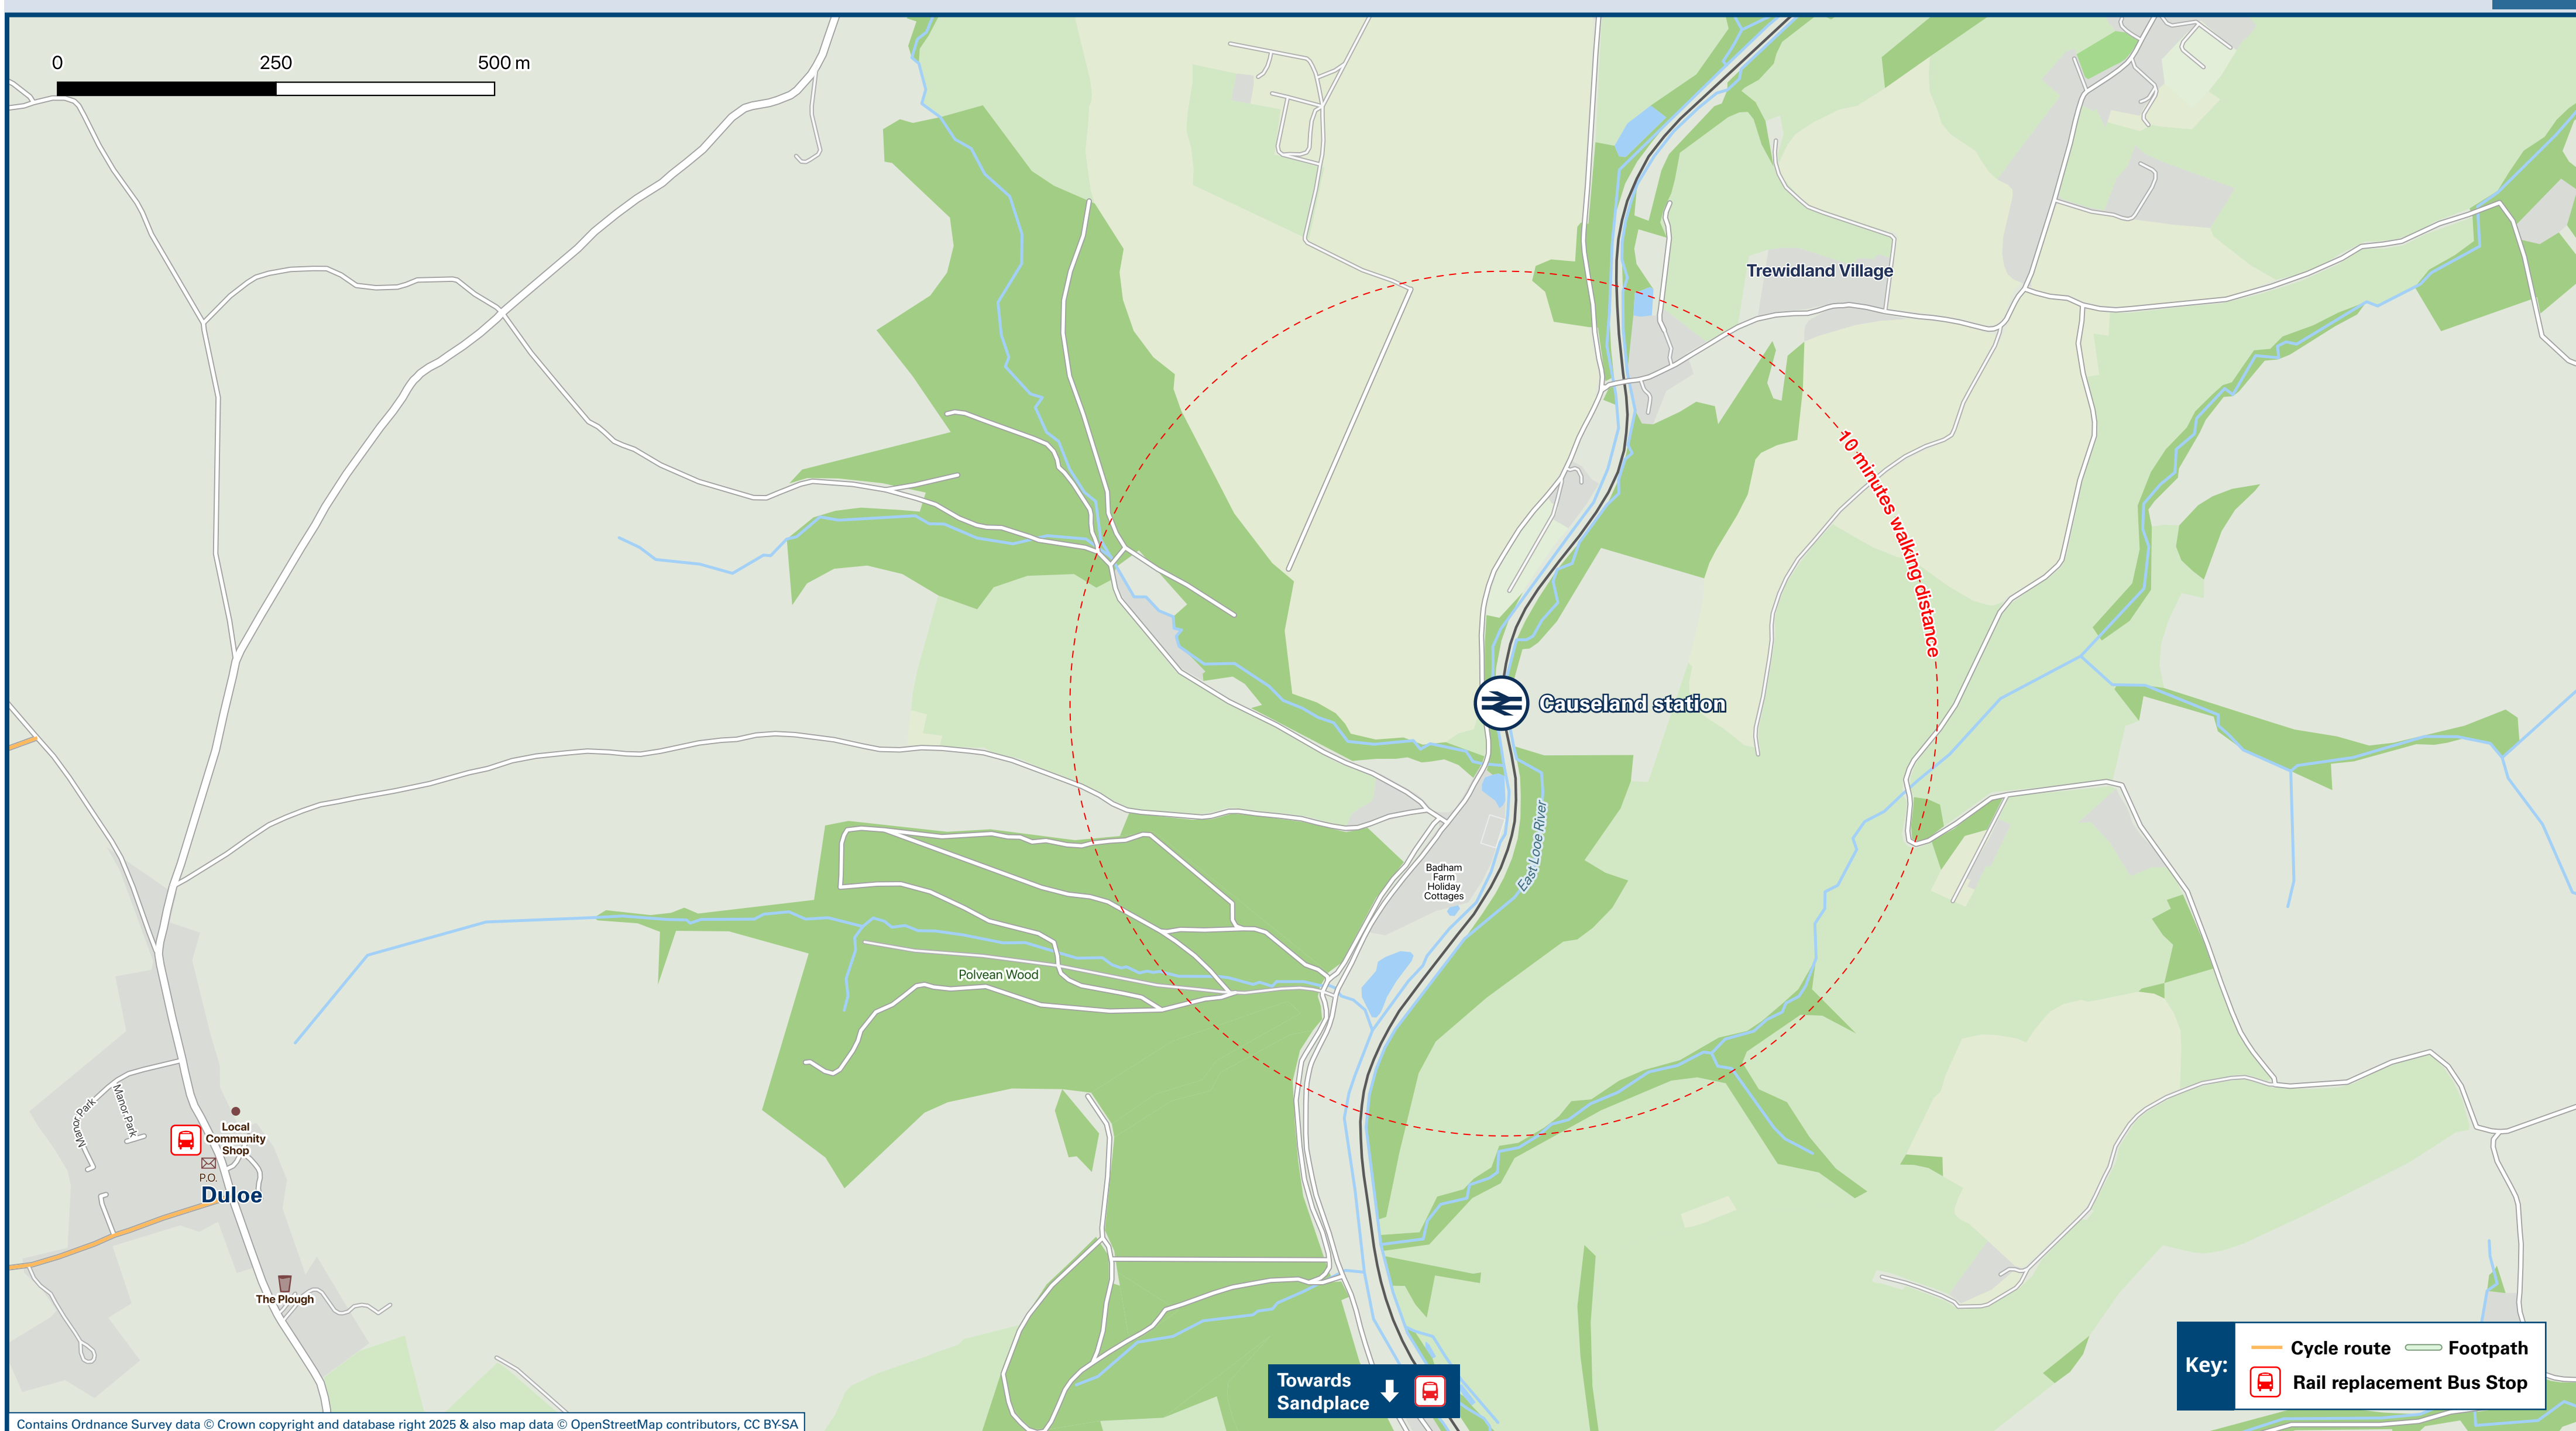 0 250 500 m
Trewidland Village
10 minutes walking distance
Causeland station
East Looe River
Badham
Farm
Holiday
Cottages
Polvean Wood
Manor Park
Manor Park
Local
Community
Shop
P.O.
Duloe
The Plough
Towards
Sandplace
Key:
Cycle route
Footpath
Rail replacement Bus Stop
Contains Ordnance Survey data © Crown copyright and database right 2025 & also map data © OpenStreetMap contributors, CC BY-SA